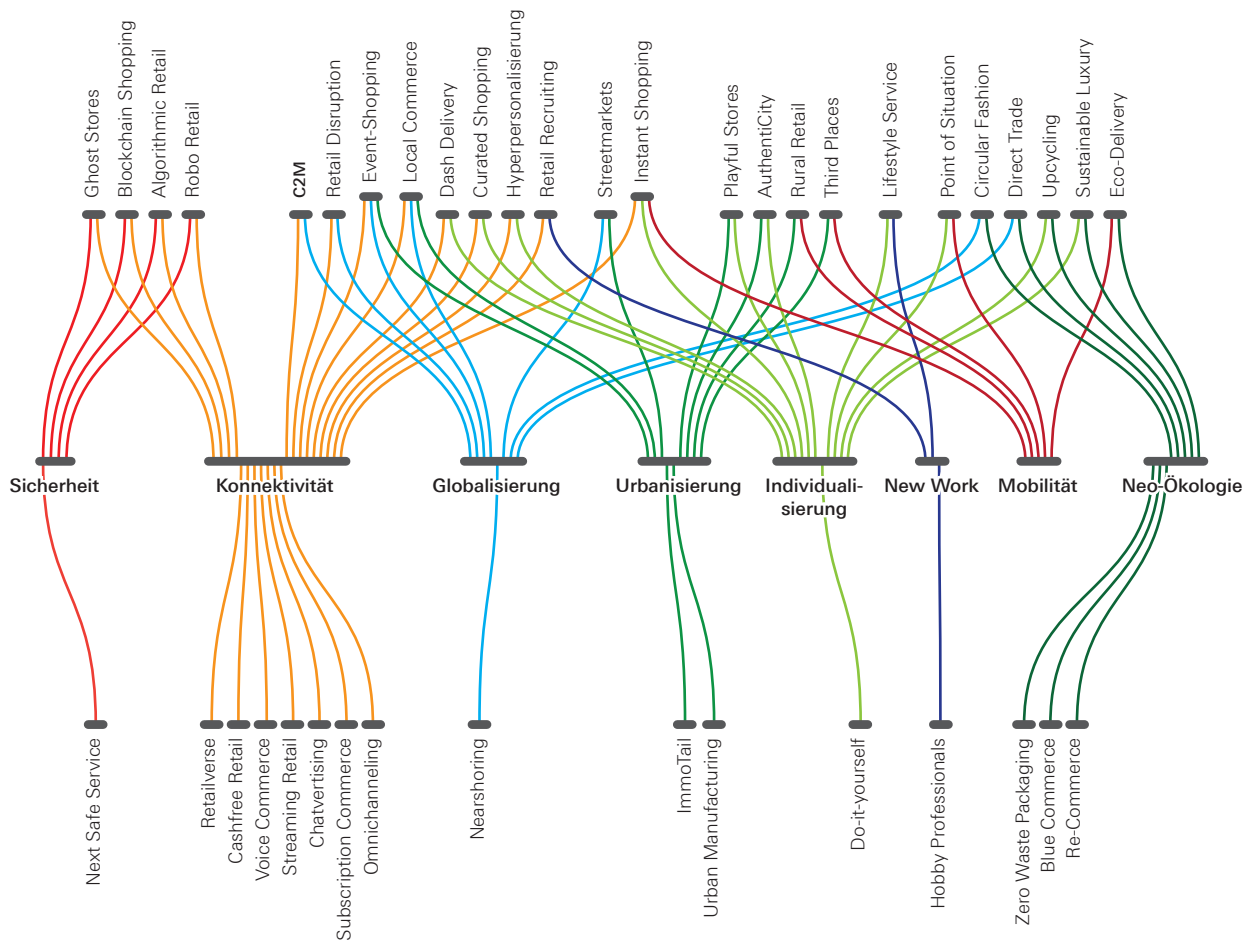 Ghost Stores
Blockchain Shopping
Algorithmic Retail
Robo Retail
C2M
Retail Disruption
Event-Shopping
Local Commerce
Dash Delivery
Curated Shopping
Hyperpersonalisierung
Retail Recruiting
Streetmarkets
Instant Shopping
Playful Stores
AuthentiCity
Rural Retail
Third Places
Lifestyle Service
Point of Situation
Circular Fashion
Direct Trade
Upcycling
Sustainable Luxury
Eco-Delivery
Sicherheit
Konnektivität
Globalisierung
Urbanisierung
Individuali-
sierung
New Work
Mobilität
Neo-Ökologie
Next Safe Service
Retailverse
Cashfree Retail
Voice Commerce
Streaming Retail
Chatvertising
Subscription Commerce
Omnichanneling
Nearshoring
ImmoTail
Urban Manufacturing
Do-it-yourself
Hobby Professionals
Zero Waste Packaging
Blue Commerce
Re-Commerce